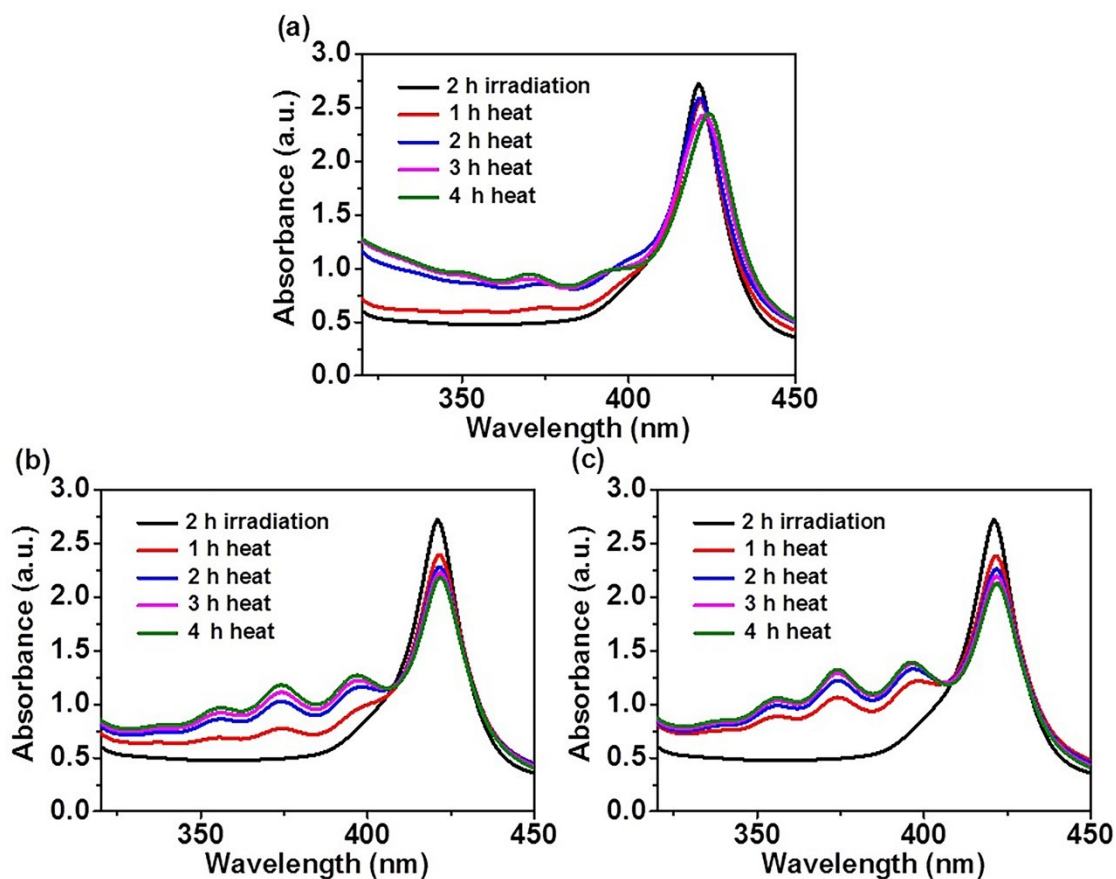 (a)
3.0
2.5
2.0
1.5
1.0
0.5
0.0
Absorbance (a.u.)
2 h irradiation
1 h heat
2 h heat
3 h heat
4 h heat
350
400
450
Wavelength (nm)
(b)
3.0
2.5
2.0
1.5
1.0
0.5
0.0
Absorbance (a.u.)
2 h irradiation
1 h heat
2 h heat
3 h heat
4 h heat
350
400
450
Wavelength (nm)
(c)
3.0
2.5
2.0
1.5
1.0
0.5
0.0
Absorbance (a.u.)
2 h irradiation
1 h heat
2 h heat
3 h heat
4 h heat
350
400
450
Wavelength (nm)